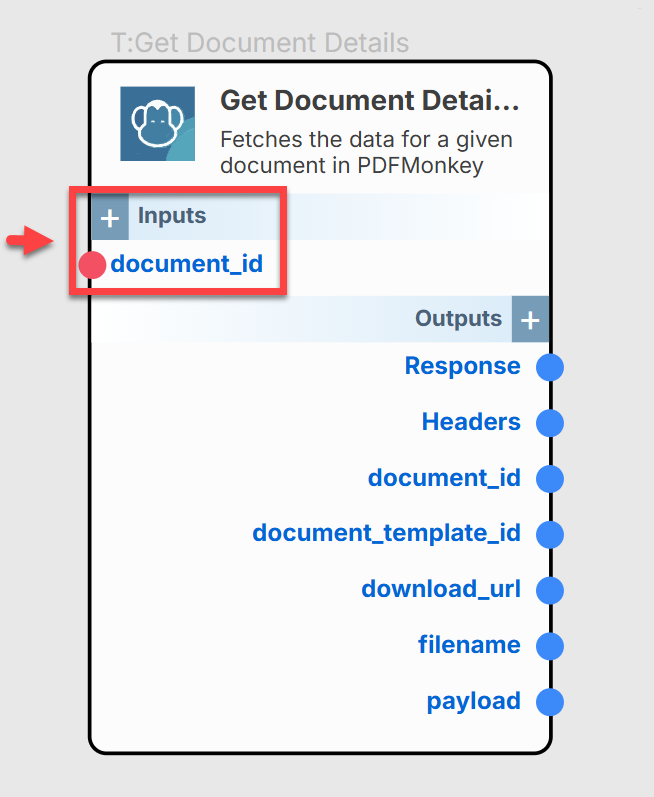 T:Get Document Details
Get Document Detai...
Fetches the data for a given
document in PDFMonkey
+ Inputs
document_id
Outputs +
Response
Headers
document_id
document_template_id
download_url
filename
payload